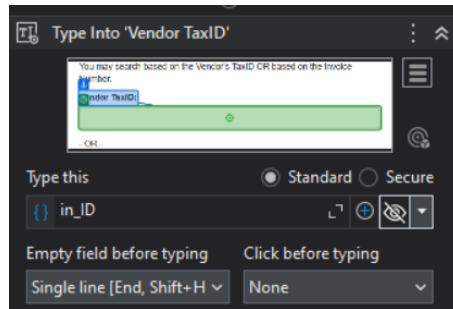 Type Into 'Vendor TaxID'
You may search based on the Vendor's TaxID OR based on the Invoice
Number.
Vendor TaxID:
- OR -
Type this
Standard
Secure
{} in_ID
Empty field before typing
Click before typing
Single line [End, Shift+H
None